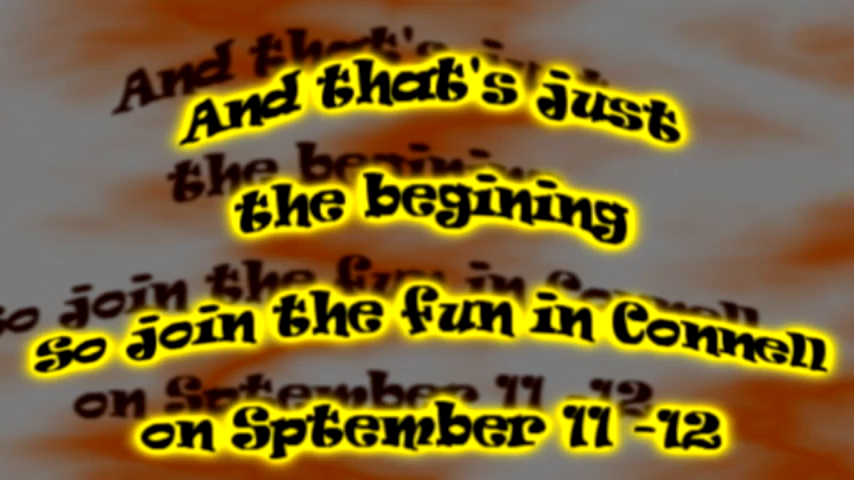 And that's just
the begining
So join the fun in Connell
on Sptember 11 -12